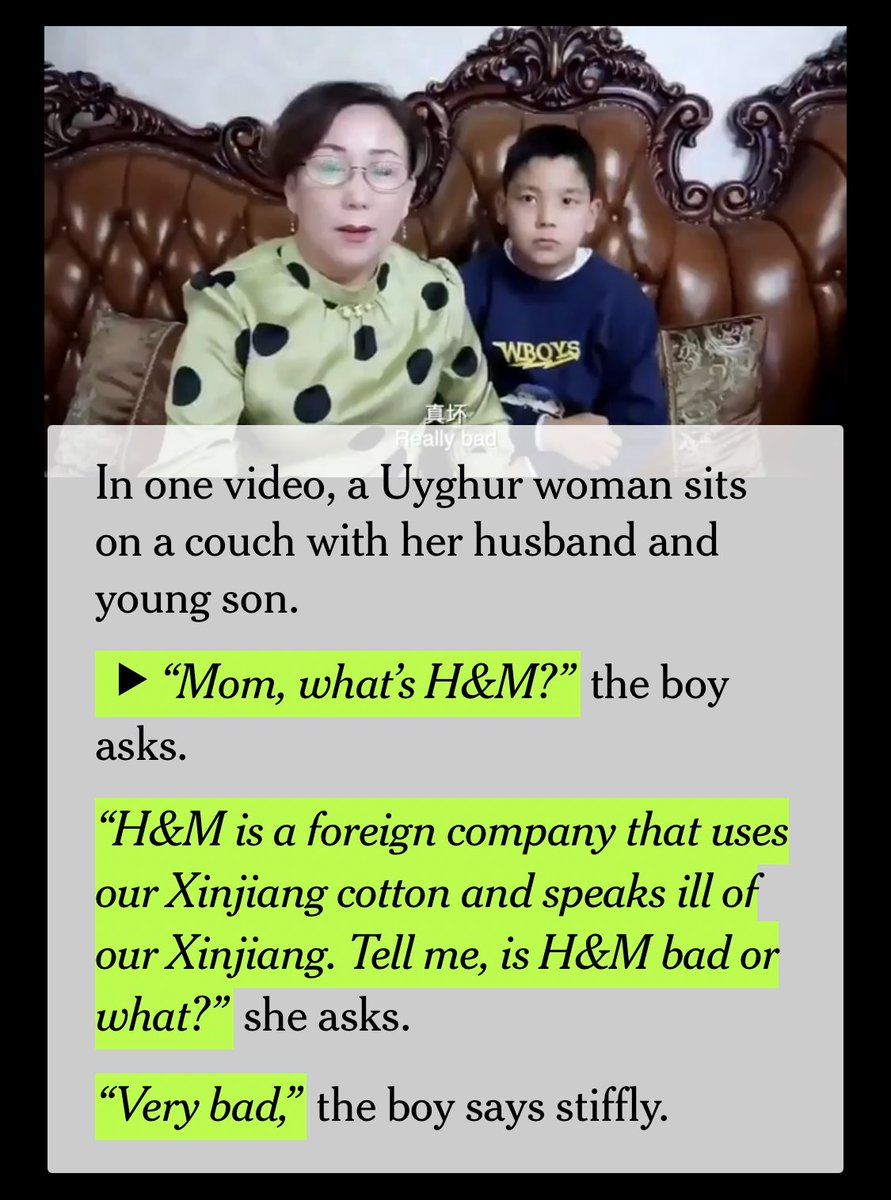 WBOYS
真坏
Really bad
In one video, a Uyghur woman sits
on a couch with her husband and
young son.
▶ “Mom, what’s H&M?” the boy
asks.
“H&M is a foreign company that uses
our Xinjiang cotton and speaks ill of
our Xinjiang. Tell me, is H&M bad or
what?” she asks.
“Very bad,” the boy says stiffly.